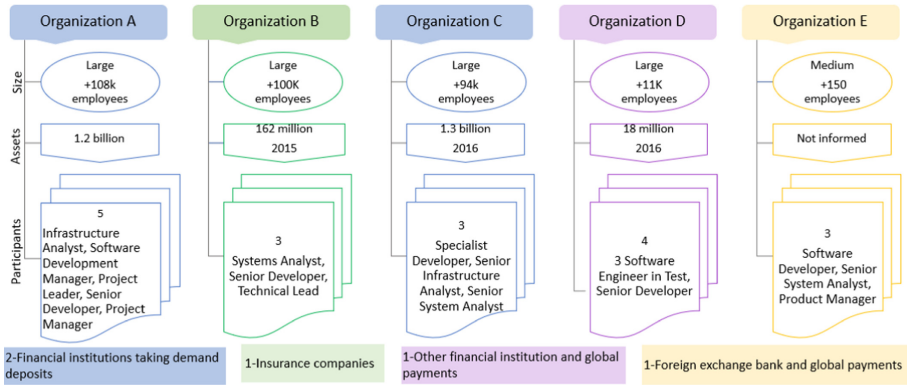 Organization A
Organization B
Organization C
Organization D
Organization E
Size
Large
+108k
employees
Large
+100K
employees
Large
+94k
employees
Large
+11K
employees
Medium
+150
employees
Assets
1.2 billion
162 million
2015
1.3 billion
2016
18 million
2016
Not informed
Participants
5
Infrastructure
Analyst, Software
Development
Manager, Project
Leader, Senior
Developer, Project
Manager
3
Systems Analyst,
Senior Developer,
Technical Lead
3
Specialist
Developer, Senior
Infrastructure
Analyst, Senior
System Analyst
4
3 Software
Engineer in Test,
Senior Developer
3
Software
Developer, Senior
System Analyst,
Product Manager
2-Financial institutions taking demand
deposits
1-Insurance companies
1-Other financial institution and global
payments
1-Foreign exchange bank and global payments